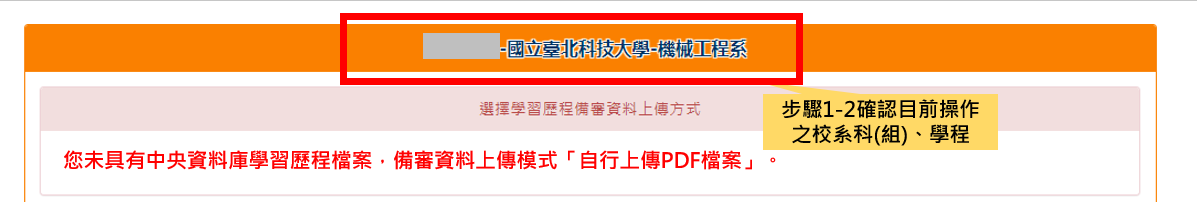 -國立臺北科技大學-機械工程系
選擇學習歷程備審資料上傳方式
步驟1-2確認目前操作
之校系科(組)、學程
您未具有中央資料庫學習歷程檔案，備審資料上傳模式「自行上傳PDF檔案」。